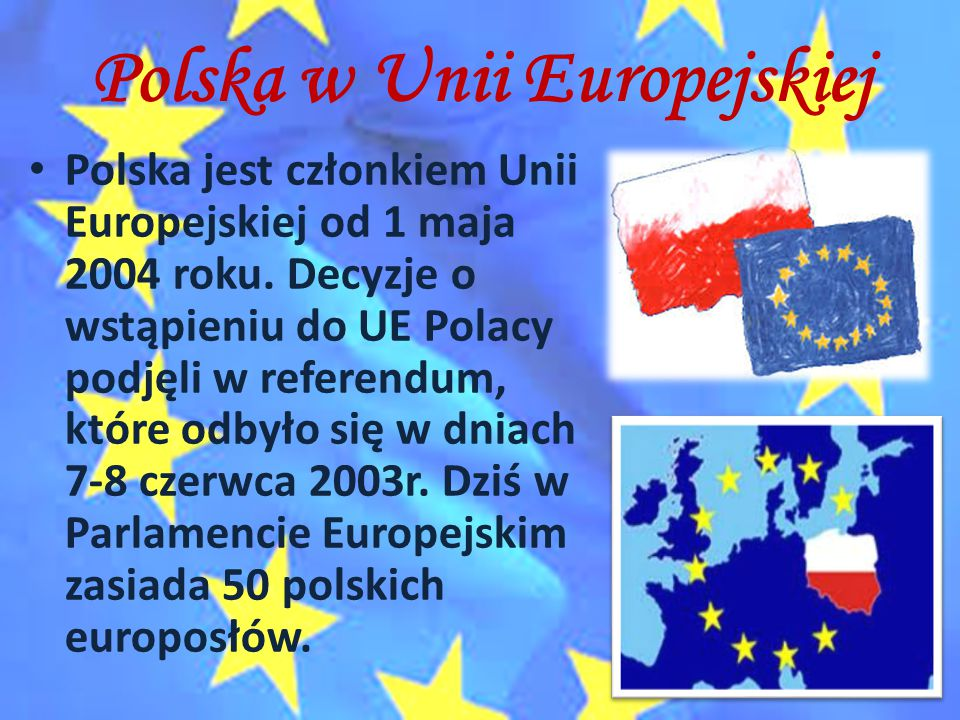 Polska w Unii Europejskiej
• Polska jest członkiem Unii
Europejskiej od 1 maja
2004 roku. Decyzje o
wstąpieniu do UE Polacy
podjęli w referendum,
które odbyło się w dniach
7-8 czerwca 2003r. Dziś w
Parlamencie Europejskim
zasiada 50 polskich
europosłów.